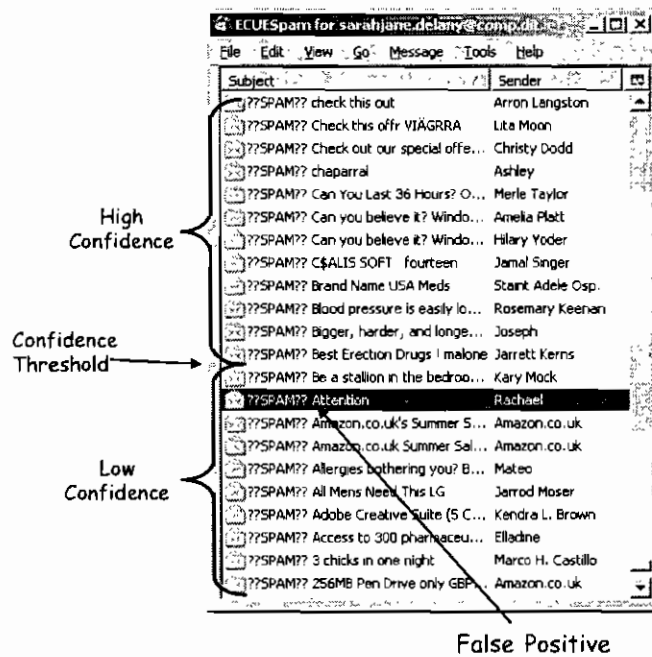 ECUESpam for sarahjane.delany@comp.dit
File Edit View Go Message Tools Help
Subject Sender
??SPAM?? check this out Arron Langston
??SPAM?? Check this offr VIÄGRRA Lita Moon
??SPAM?? Check out our special offe... Christy Dodd
??SPAM?? chaparral Ashley
??SPAM?? Can You Last 36 Hours? O... Merle Taylor
??SPAM?? Can you believe it? Windo... Amelia Platt
??SPAM?? Can you believe it? Windo... Hilary Yoder
??SPAM?? C$ALIS SOFT fourteen Jamal Singer
??SPAM?? Brand Name USA Meds Staint Adele Osp.
??SPAM?? Blood pressure is easily lo... Rosemary Keenan
??SPAM?? Bigger, harder, and longe... Joseph
??SPAM?? Best Erection Drugs ! malone Jarrett Kerns
??SPAM?? Be a stallion in the bedroo... Kary Mock
??SPAM?? Attention Rachael
??SPAM?? Amazon.co.uk's Summer S... Amazon.co.uk
??SPAM?? Amazon.co.uk Summer Sal... Amazon.co.uk
??SPAM?? Allergies bothering you? B... Mateo
??SPAM?? All Mens Need This LG Jarrod Moser
??SPAM?? Adobe Creative Suite (5 C... Kendra L. Brown
??SPAM?? Access to 300 pharmaceu... Elladine
??SPAM?? 3 chicks in one night Marco H. Castillo
??SPAM?? 256MB Pen Drive only GBP... Amazon.co.uk
High
Confidence
Confidence
Threshold
Low
Confidence
False Positive